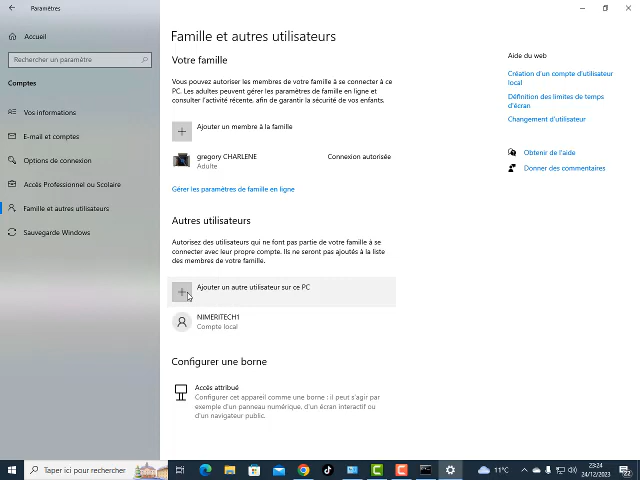 Paramètres
Accueil
Rechercher un paramètre
Comptes
Vos informations
E-mail et comptes
Options de connexion
Accès Professionnel ou Scolaire
Famille et autres utilisateurs
Sauvegarde Windows
Famille et autres utilisateurs
Votre famille
Vous pouvez autoriser les membres de votre famille à se connecter à ce
PC. Les adultes peuvent gérer les paramètres de famille en ligne et
consulter l'activité récente, afin de garantir la sécurité de vos enfants.
Ajouter un membre à la famille
gregory CHARLENE
Connexion autorisée
Adulte
Gérer les paramètres de famille en ligne
Autres utilisateurs
Autorisez des utilisateurs qui ne font pas partie de votre famille à se
connecter avec leur propre compte. Ils ne seront pas ajoutés à la liste
des membres de votre famille.
Ajouter un autre utilisateur sur ce PC
NIMERITECH1
Compte local
Configurer une borne
Accès attribué
Configurer cet appareil comme une borne : il peut s'agir par
exemple d'un panneau numérique, d'un écran interactif ou
d'un navigateur public.
Aide du web
Création d'un compte d'utilisateur
local
Définition des limites de temps
d'écran
Changement d'utilisateur
Obtenir de l'aide
Donner des commentaires
Taper ici pour rechercher
11°C
23:24
24/12/2023
22